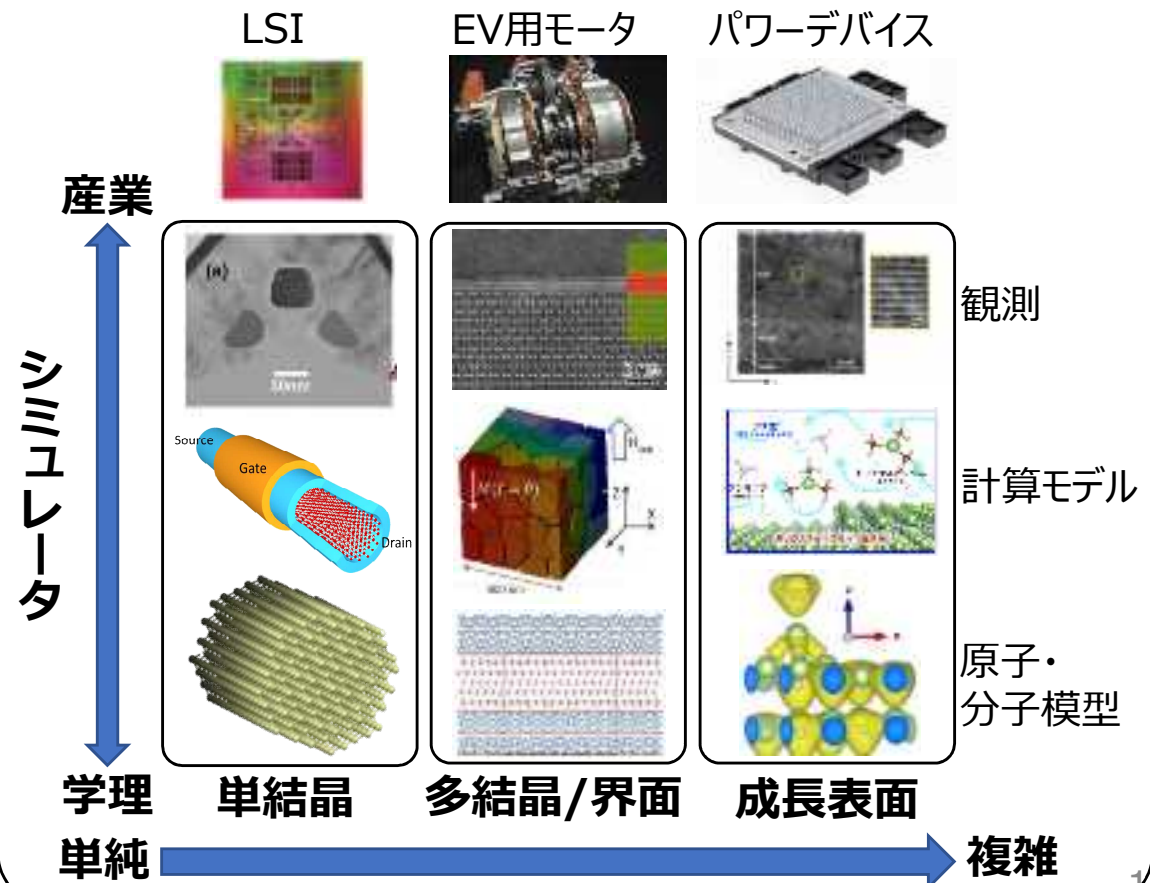 LSI
EV用モータ
パワーデバイス
産業
シミュレータ
学理
(a)
観測
Source
Gate
Drain
計算モデル
原子・
分子模型
単結晶
多結晶/界面
成長表面
単純
複雑
1